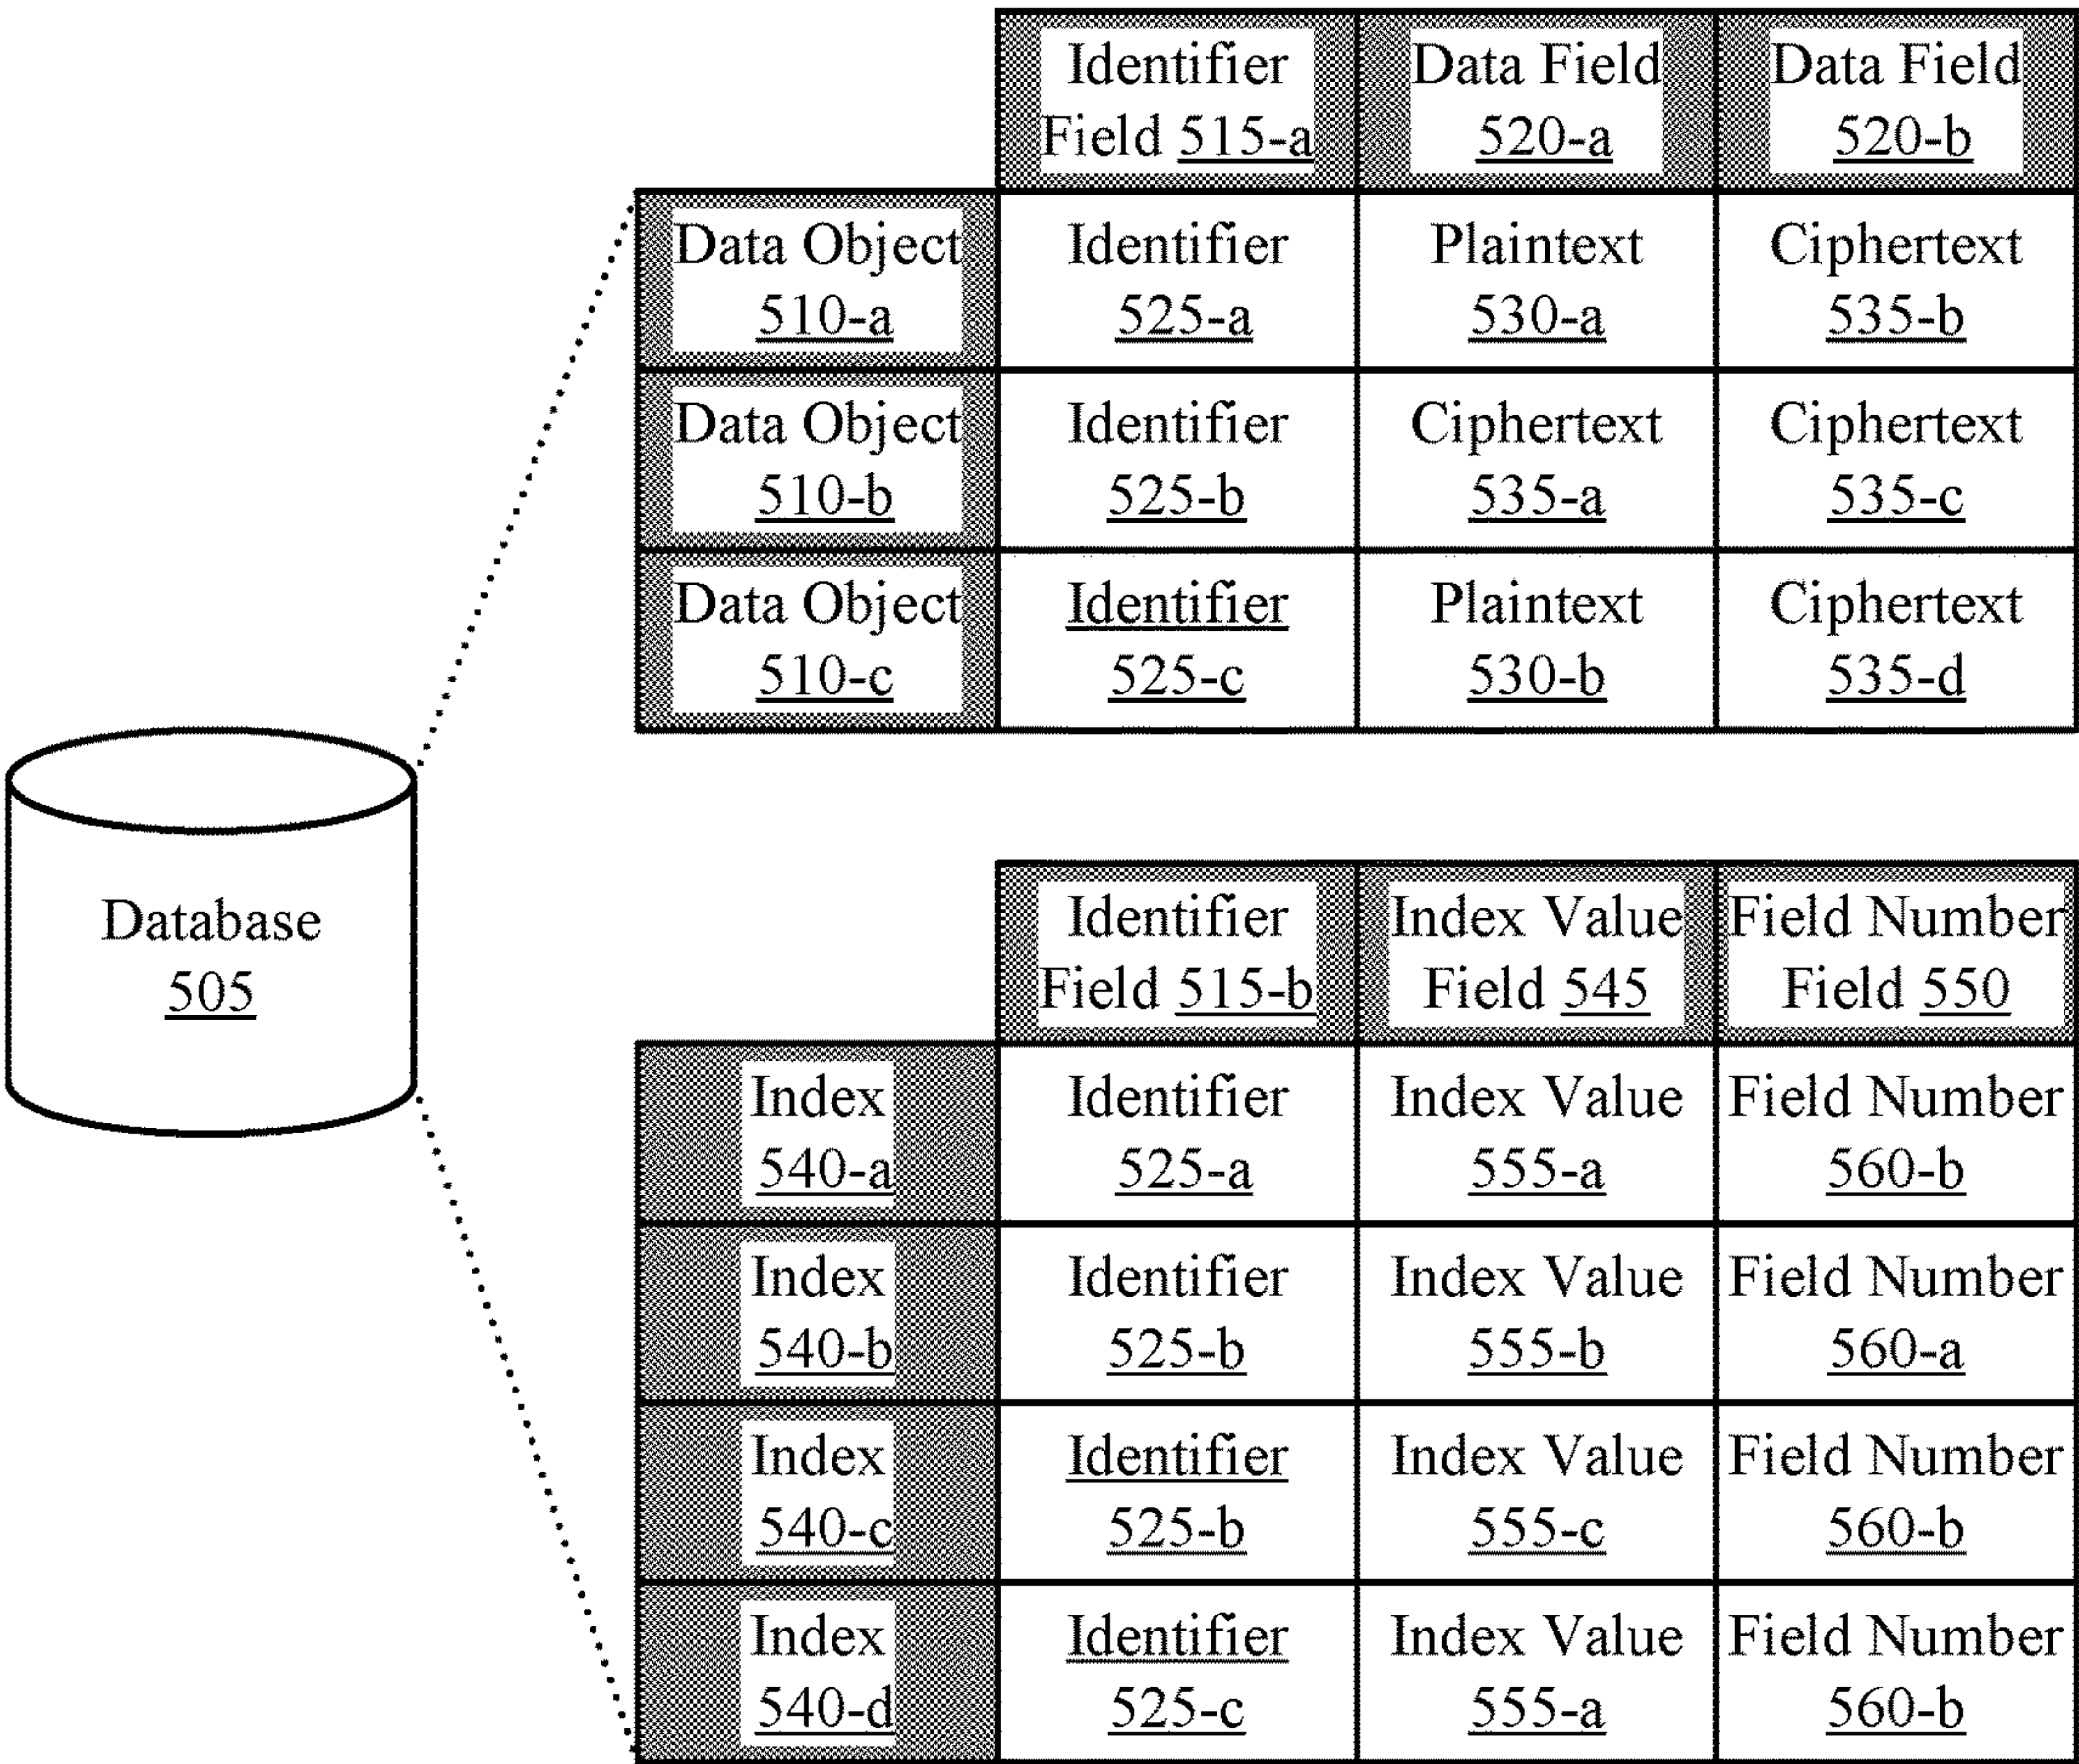 Identifier
Field 515-a
Data Field
520-a
Data Field
520-b
Data Object
510-a
Identifier
525-a
Plaintext
530-a
Ciphertext
535-b
Data Object
510-b
Identifier
525-b
Ciphertext
535-a
Ciphertext
535-c
Data Object
510-c
Identifier
525-c
Plaintext
530-b
Ciphertext
535-d
Database
505
Identifier
Field 515-b
Index Value
Field 545
Field Number
Field 550
Index
540-a
Identifier
525-a
Index Value
555-a
Field Number
560-b
Index
540-b
Identifier
525-b
Index Value
555-b
Field Number
560-a
Index
540-c
Identifier
525-b
Index Value
555-c
Field Number
560-b
Index
540-d
Identifier
525-c
Index Value
555-a
Field Number
560-b